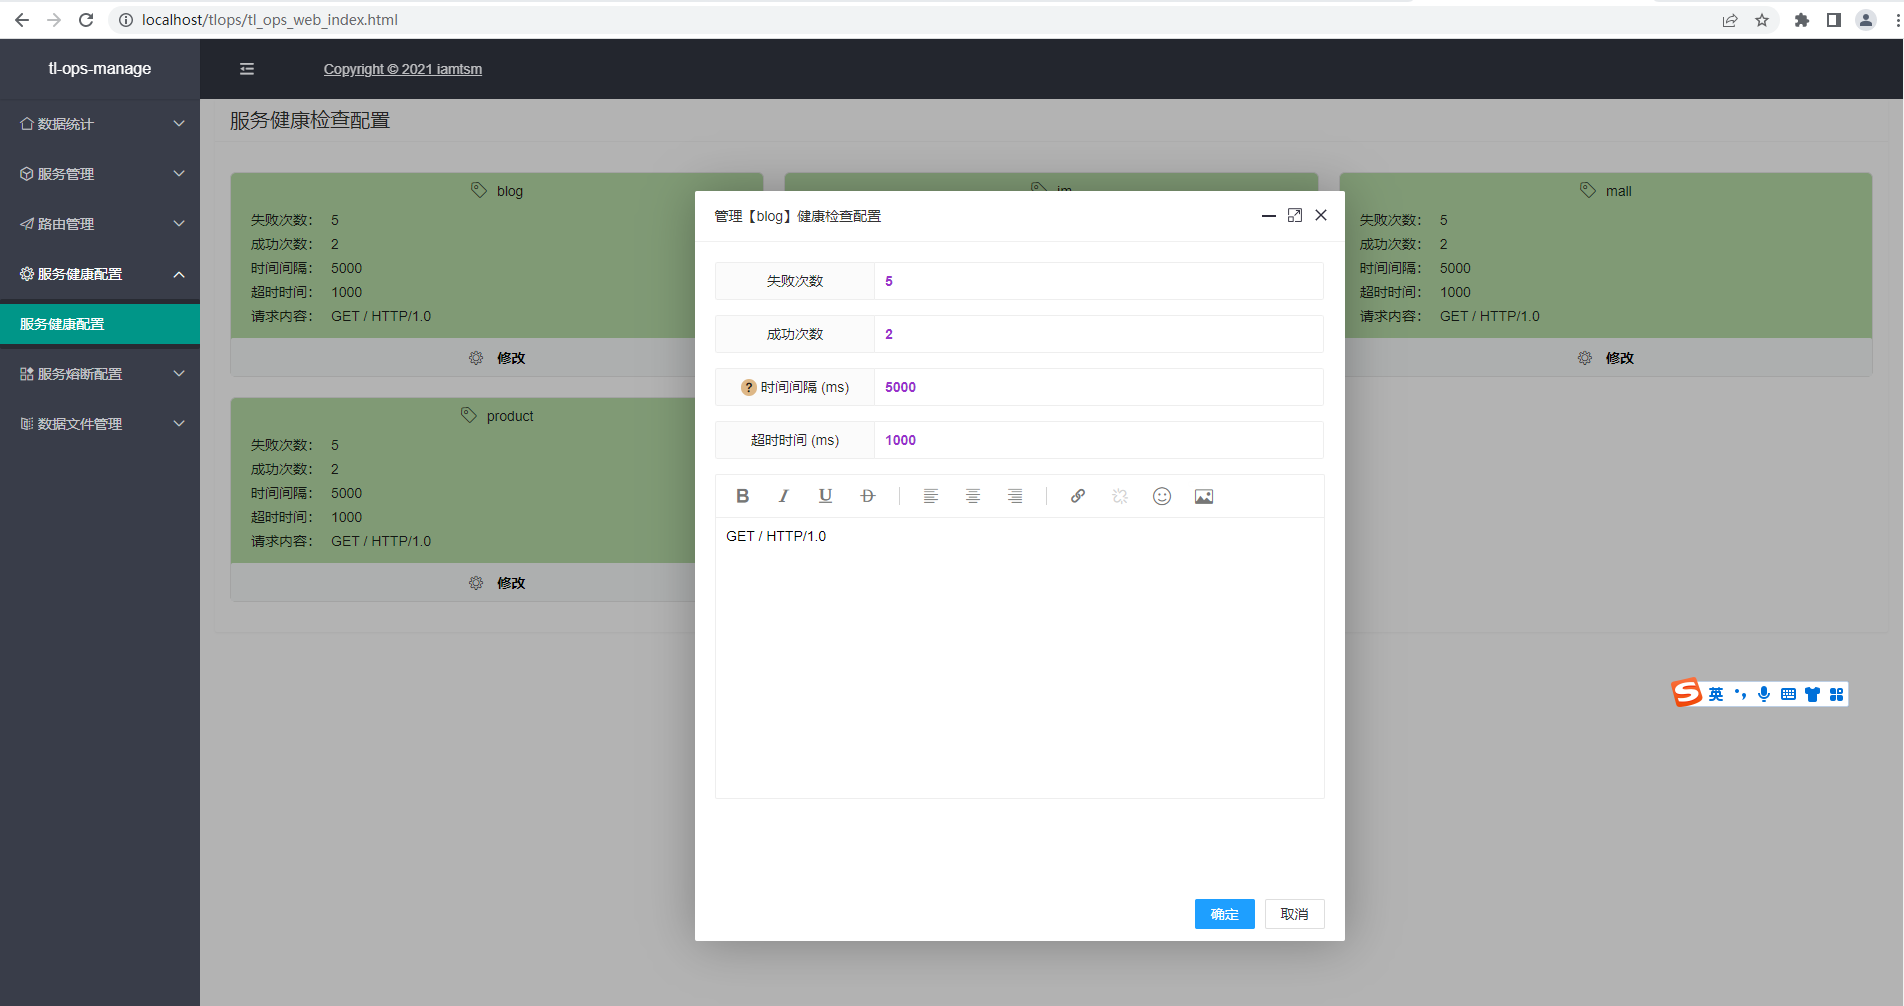 localhost/tlops/tl_ops_web_index.html
tl-ops-manage
Copyright © 2021 iamtsm
数据统计
服务管理
路由管理
服务健康配置
服务健康配置
服务熔断配置
数据文件管理
服务健康检查配置
blog
失败次数： 5
成功次数： 2
时间间隔： 5000
超时时间： 1000
请求内容： GET / HTTP/1.0
修改
mall
失败次数： 5
成功次数： 2
时间间隔： 5000
超时时间： 1000
请求内容： GET / HTTP/1.0
修改
product
失败次数： 5
成功次数： 2
时间间隔： 5000
超时时间： 1000
请求内容： GET / HTTP/1.0
修改
管理【blog】健康检查配置
失败次数 5
成功次数 2
? 时间间隔 (ms) 5000
超时时间 (ms) 1000
B I U D
GET / HTTP/1.0
确定 取消
S 英